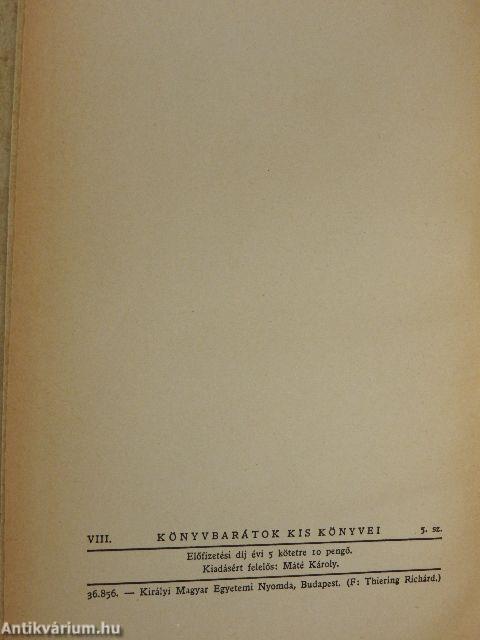 VIII. KÖNYVBARÁTOK KIS KÖNYVEI 5. sz.
Előfizetési díj évi 5 kötetre 10 pengő.
Kiadásért felelős: Máté Károly.
36.856. — Királyi Magyar Egyetemi Nyomda, Budapest. (F: Thiering Richárd.)
Antikvárium.hu